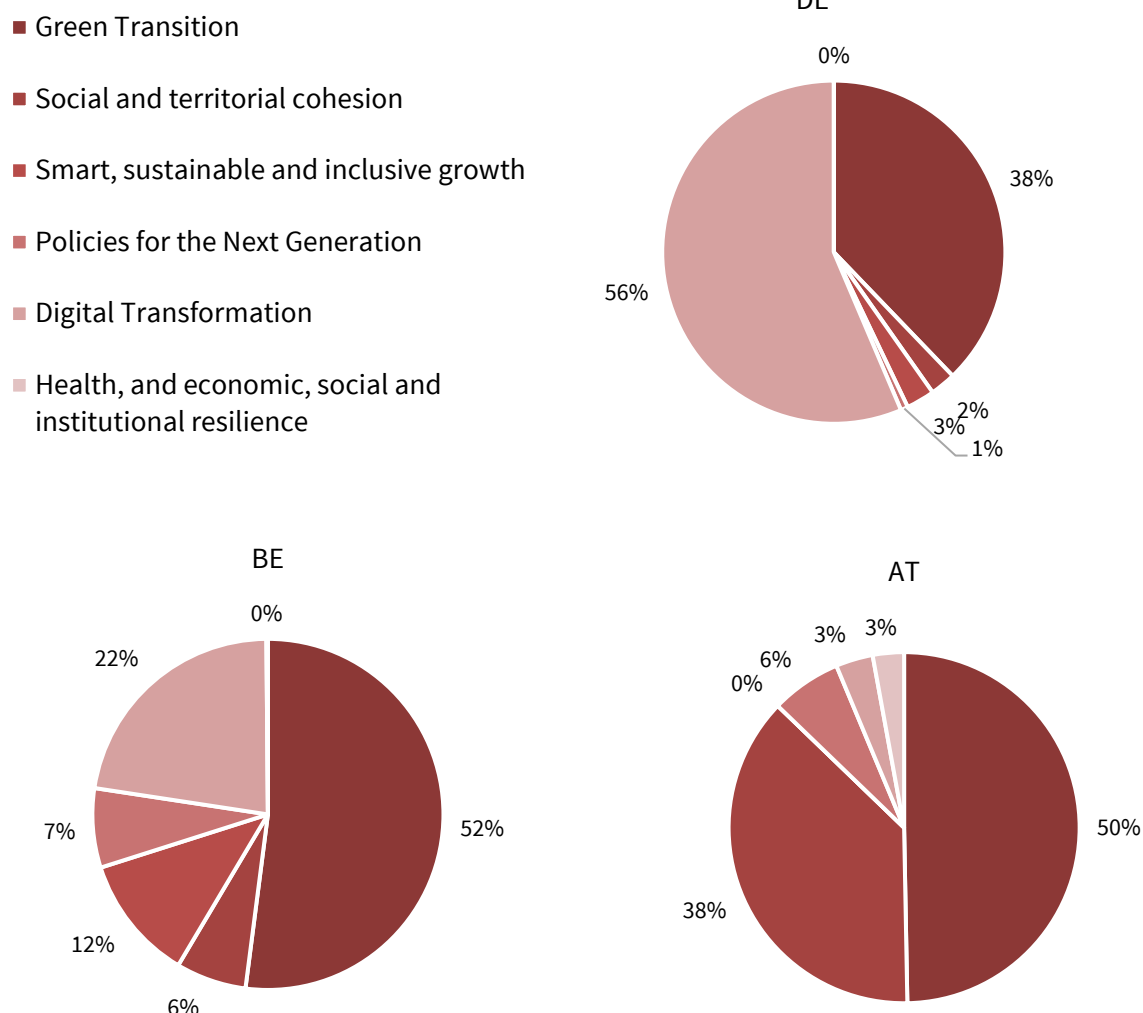 Green Transition
Social and territorial cohesion
Smart, sustainable and inclusive growth
Policies for the Next Generation
Digital Transformation
Health, and economic, social and
institutional resilience
DE
0%
38%
56%
2%
3%
1%
BE
0%
22%
52%
7%
12%
6%
AT
3%
3%
6%
0%
50%
38%